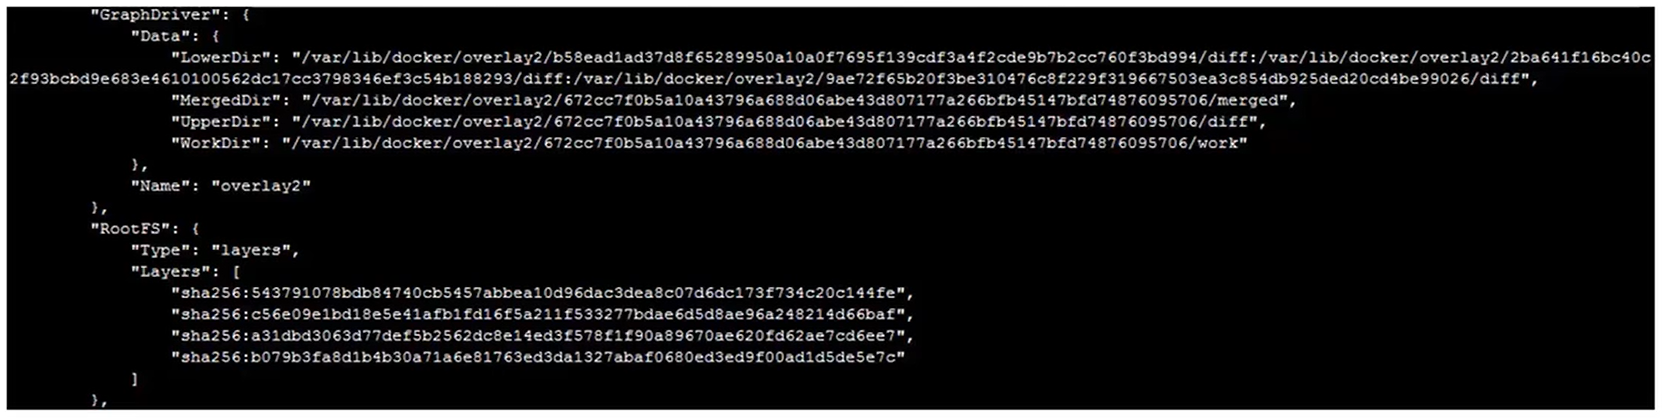 "GraphDriver": {
"Data": {
"LowerDir": "/var/lib/docker/overlay2/b58ead1ad37d8f65289950a10a0f7695f139cdf3a4f2cde9b7b2cc760f3bd994/diff:/var/lib/docker/overlay2/2ba641f16bc40c
2f93bcbd9e683e4610100562dc17cc3798346ef3c54b188293/diff:/var/lib/docker/overlay2/9ae72f65b20f3be310476c8f229f319667503ea3c854db925ded20cd4be99026/diff",
"MergedDir": "/var/lib/docker/overlay2/672cc7f0b5a10a43796a688d06abe43d807177a266bfb45147bfd74876095706/merged",
"UpperDir": "/var/lib/docker/overlay2/672cc7f0b5a10a43796a688d06abe43d807177a266bfb45147bfd74876095706/diff",
"WorkDir": "/var/lib/docker/overlay2/672cc7f0b5a10a43796a688d06abe43d807177a266bfb45147bfd74876095706/work"
},
"Name": "overlay2"
},
"RootFS": {
"Type": "layers",
"Layers": [
"sha256:543791078bdb84740cb5457abbea10d96dac3dea8c07d6dc173f734c20c144fe",
"sha256:c56e09e1bd18e5e41afb1fd16f5a211f533277bdae6d5d8ae96a248214d66baf",
"sha256:a31dbd3063d77def5b2562dc8e14ed3f578f1f90a89670ae620fd62ae7cd6ee7",
"sha256:b079b3fa8d1b4b30a71a6e81763ed3da1327abaf0680ed3ed9f00ad1d5de5e7c"
]
},